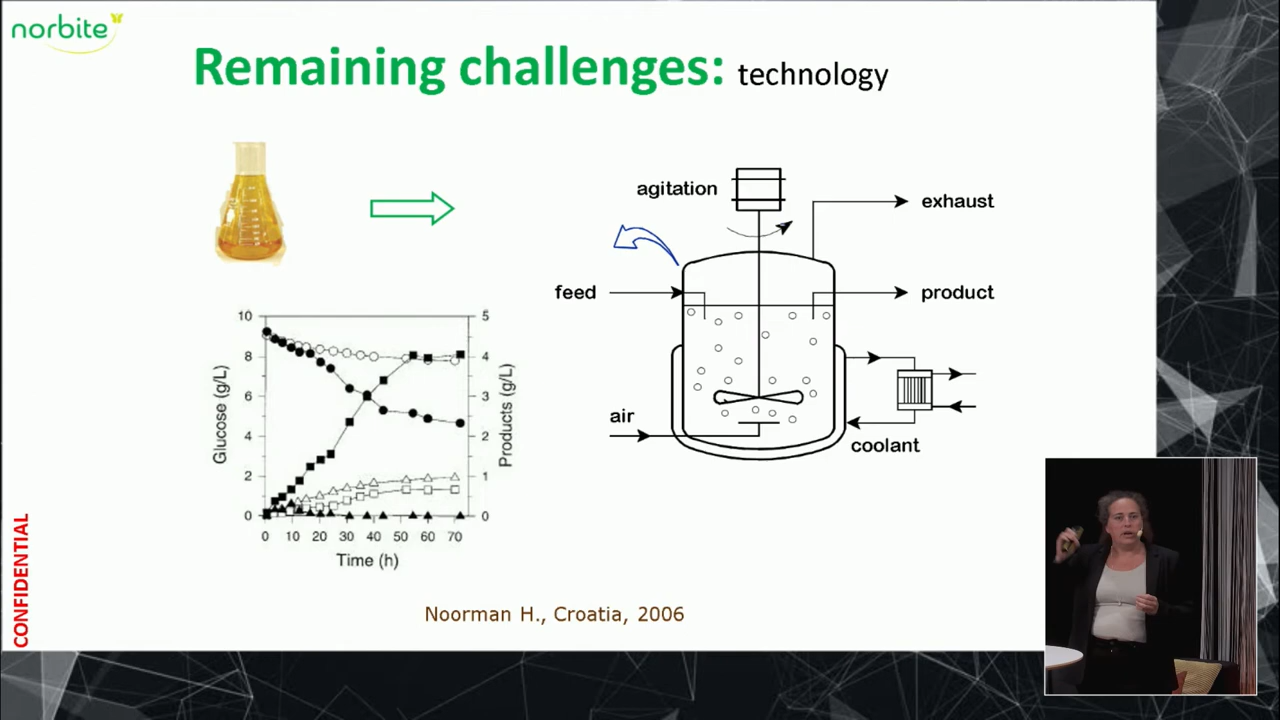 norbite
Remaining challenges: technology
agitation
exhaust
feed
product
air
coolant
10
8
6
4
2
0
Glucose (g/L)
5
4
3
2
1
0
Products (g/L)
0 10 20 30 40 50 60 70
Time (h)
CONFIDENTIAL
Noorman H., Croatia, 2006